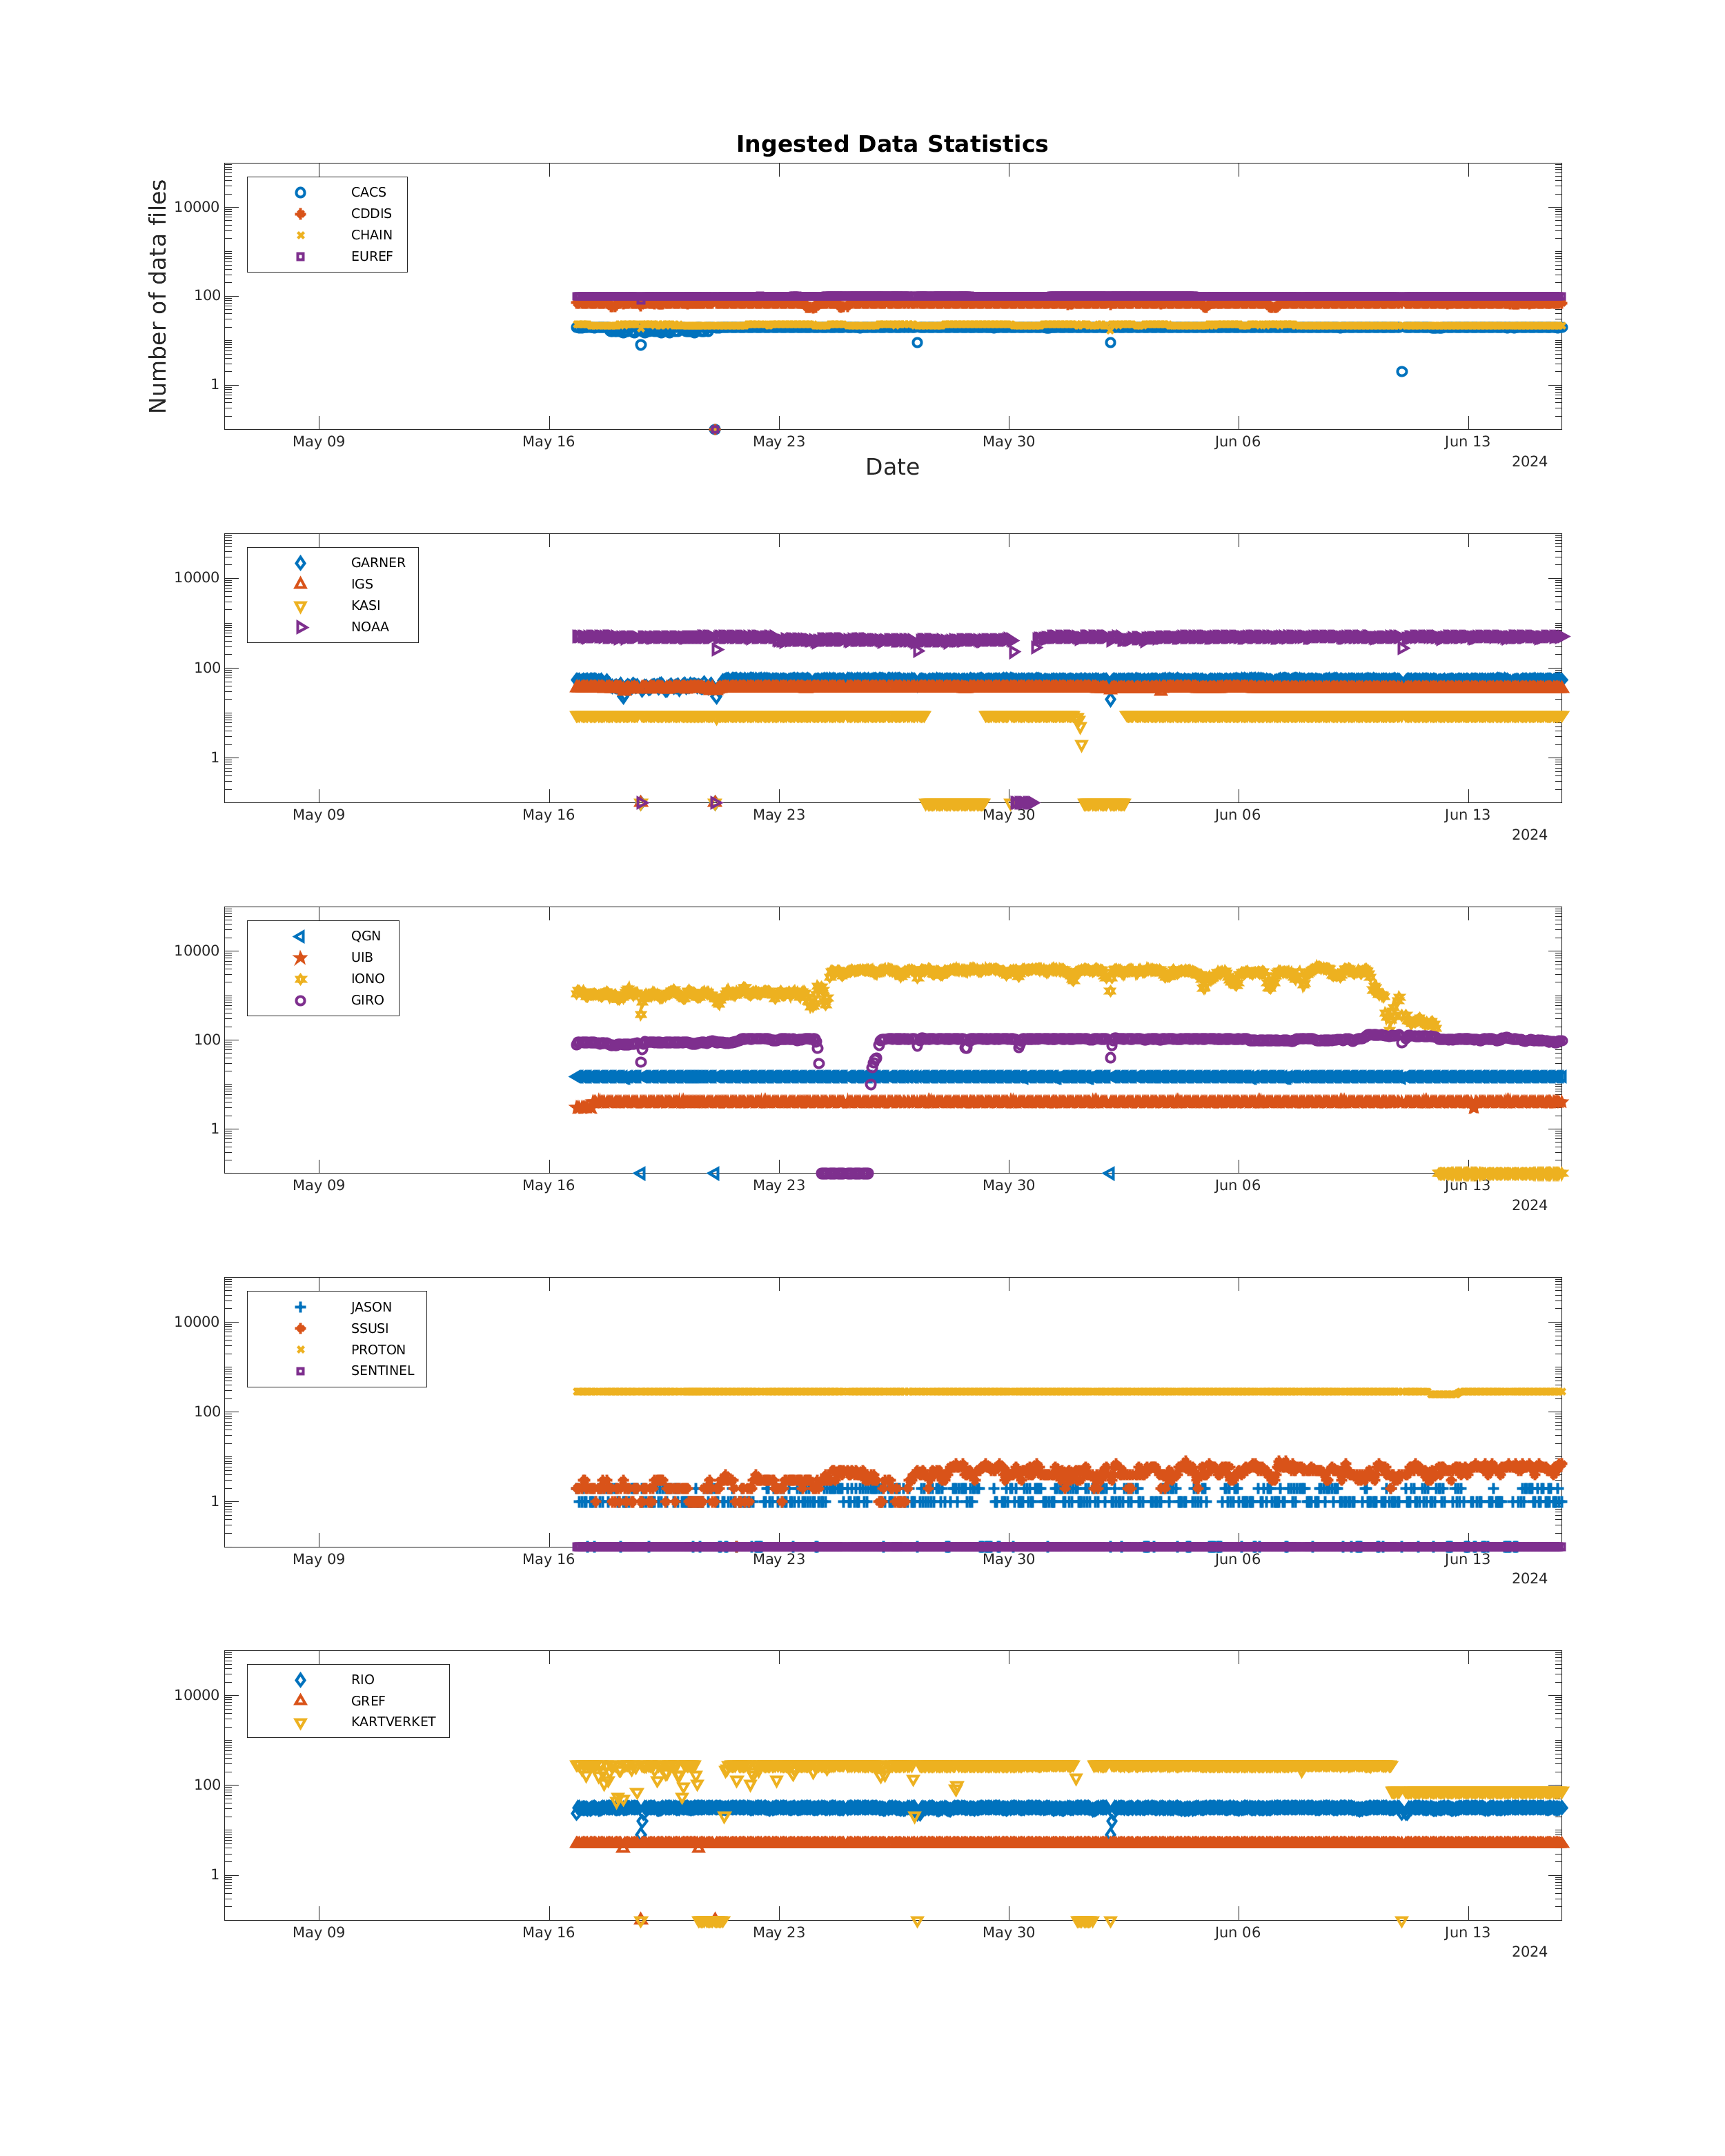 Ingested Data Statistics
Number of data files
10000
100
1
CACS
CDDIS
CHAIN
EUREF
May 09 May 16 May 23 May 30 Jun 06 Jun 13
2024
Date
10000
100
1
GARNER
IGS
KASI
NOAA
May 09 May 16 May 23 May 30 Jun 06 Jun 13
2024
10000
100
1
QGN
UIB
IONO
GIRO
May 09 May 16 May 23 May 30 Jun 06 Jun 13
2024
10000
100
1
JASON
SSUSI
PROTON
SENTINEL
May 09 May 16 May 23 May 30 Jun 06 Jun 13
2024
10000
100
1
RIO
GREF
KARTVERKET
May 09 May 16 May 23 May 30 Jun 06 Jun 13
2024